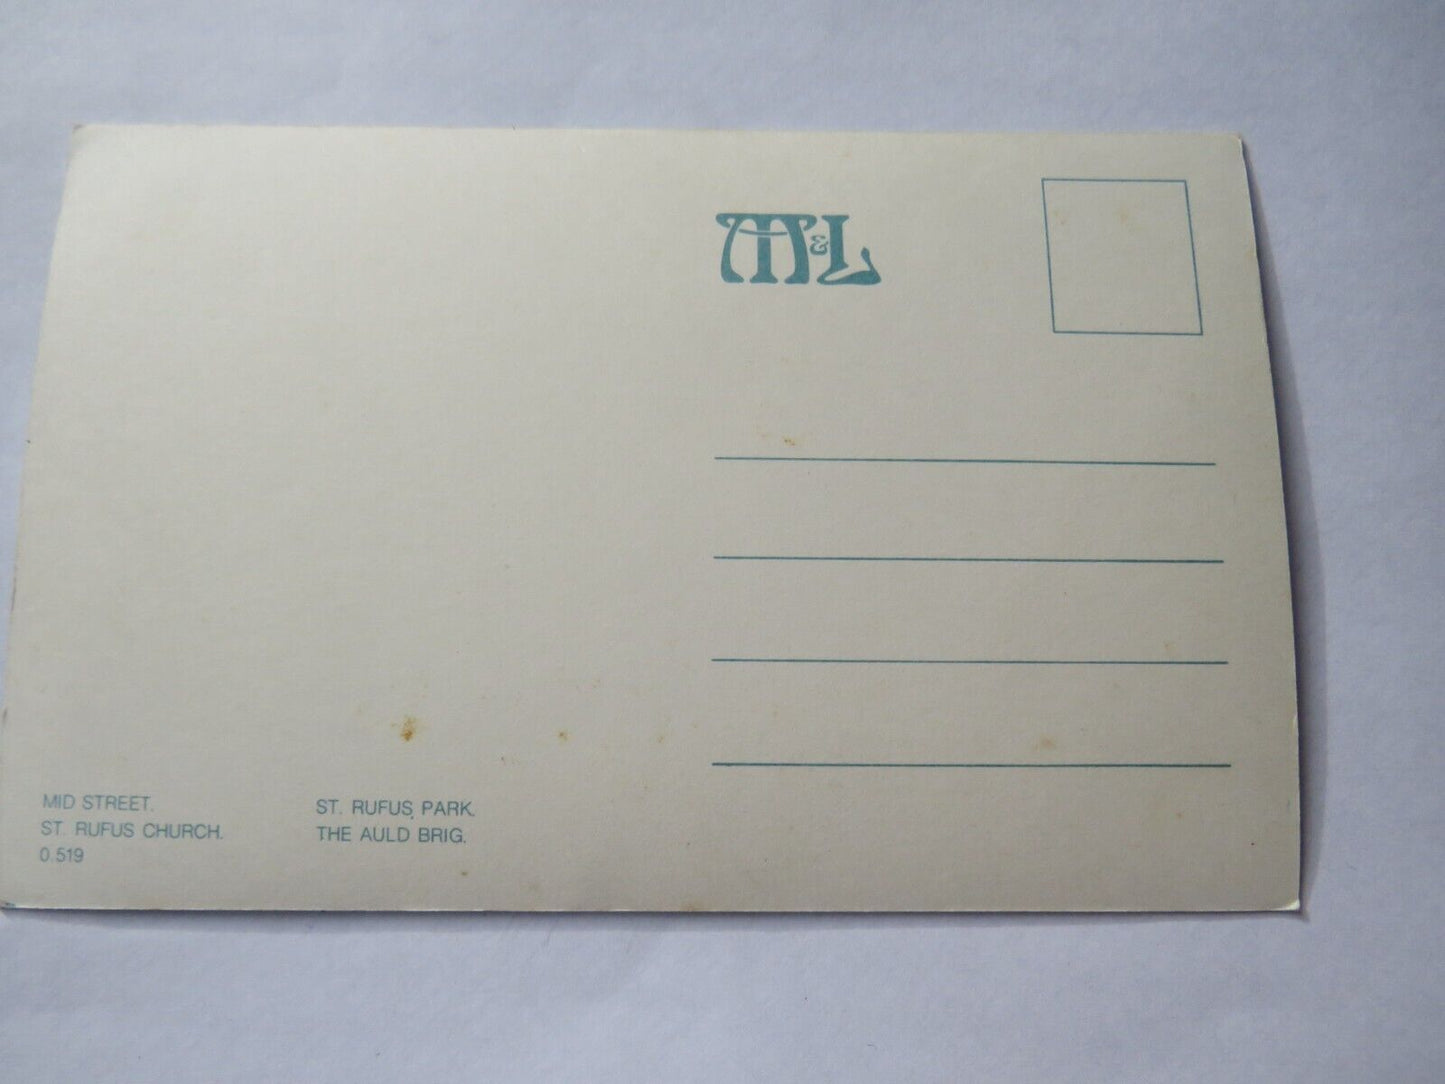 M&L
MID STREET.
ST. RUFUS CHURCH.
0.519
ST. RUFUS, PARK.
THE AULD BRIG.